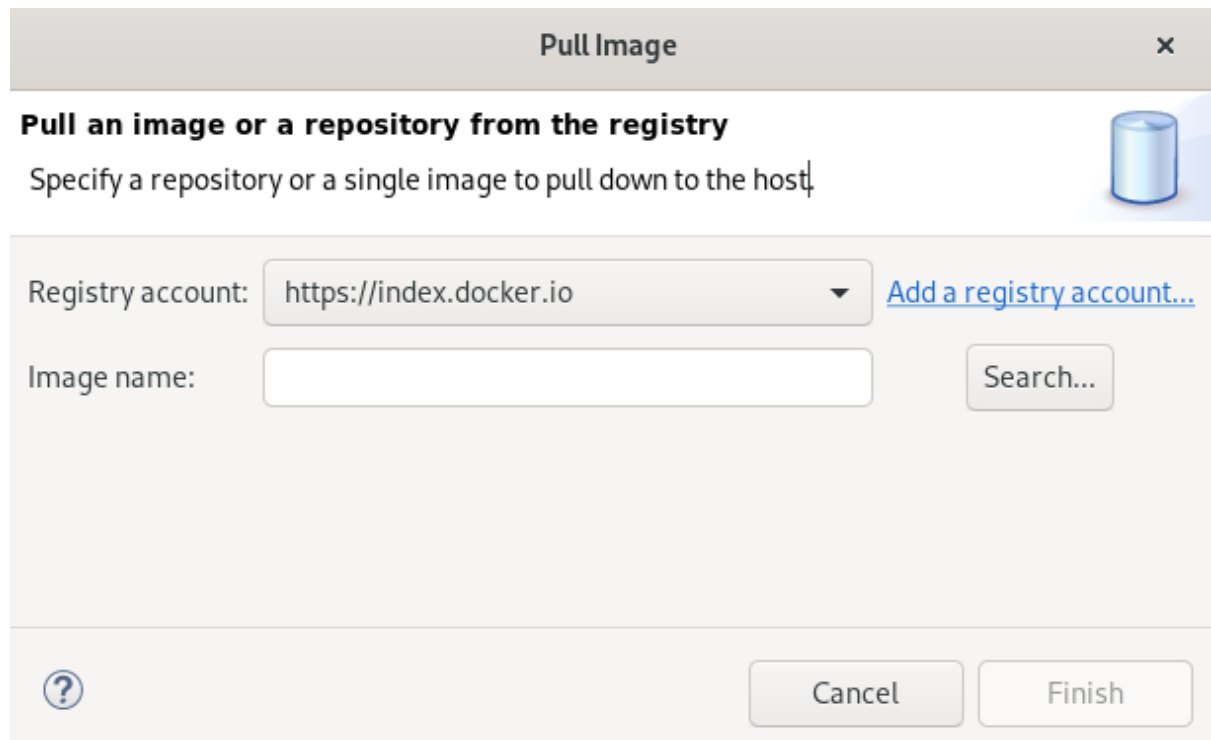 Pull Image
Pull an image or a repository from the registry
Specify a repository or a single image to pull down to the host.
Registry account: https://index.docker.io Add a registry account...
Image name: Search...
Cancel Finish